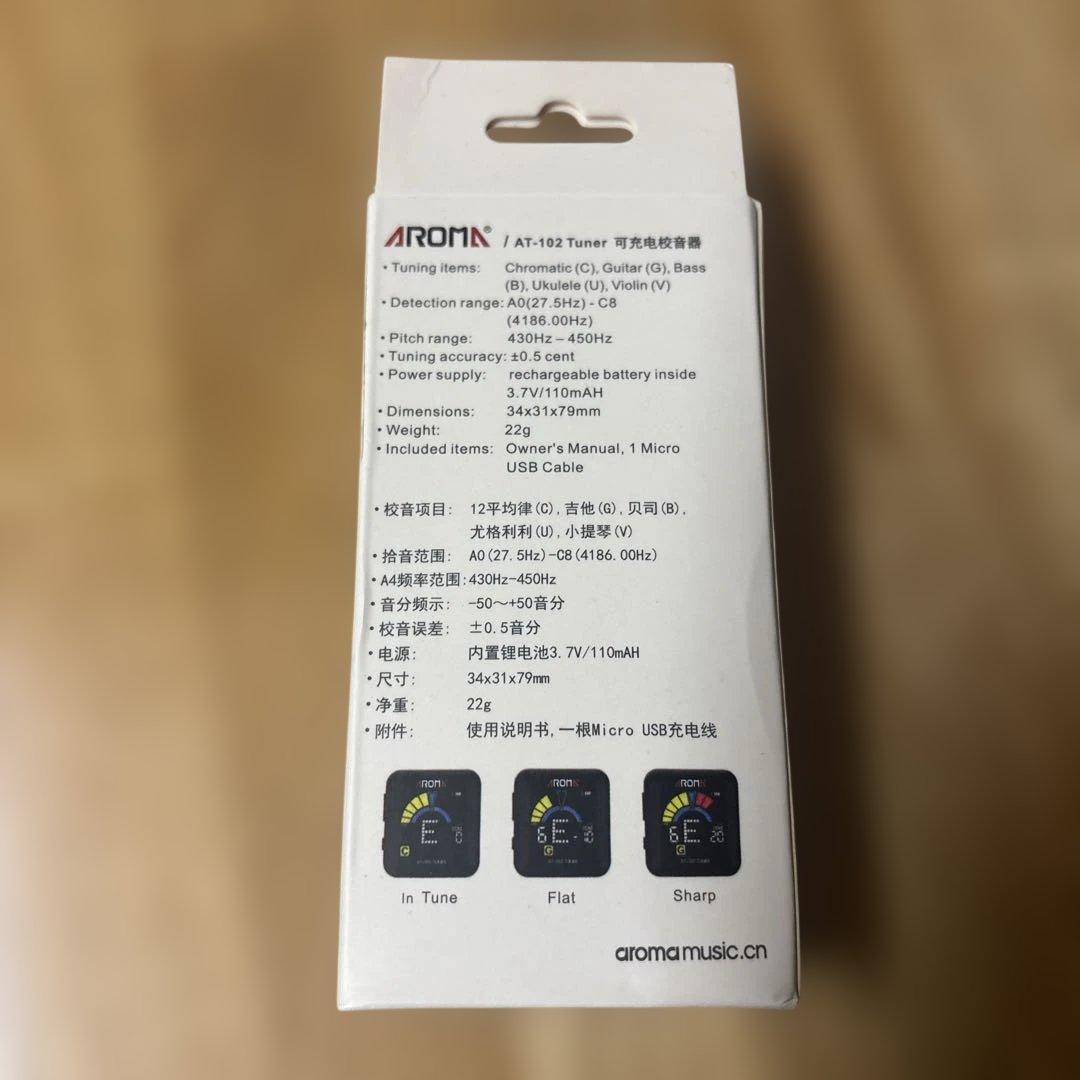 AROMA® / AT-102 Tuner 可充电校音器
• Tuning items: Chromatic (C), Guitar (G), Bass
(B), Ukulele (U), Violin (V)
• Detection range: A0(27.5Hz) - C8
(4186.00Hz)
• Pitch range: 430Hz – 450Hz
• Tuning accuracy: ±0.5 cent
• Power supply: rechargeable battery inside
3.7V/110mAH
• Dimensions: 34x31x79mm
• Weight: 22g
• Included items: Owner's Manual, 1 Micro
USB Cable
• 校音项目: 12平均律(C), 吉他(G), 贝司(B),
尤格利利(U), 小提琴(V)
• 拾音范围: A0(27.5Hz)-C8(4186.00Hz)
• A4频率范围: 430Hz-450Hz
• 音分频示: -50～+50音分
• 校音误差: ±0.5音分
• 电源: 内置锂电池3.7V/110mAH
• 尺寸: 34x31x79mm
• 净重: 22g
• 附件: 使用说明书, 一根Micro USB充电线
AROMA AROMA AROMA
E 0 6E- 6E 20
C G G
In Tune Flat Sharp
aromamusic.cn